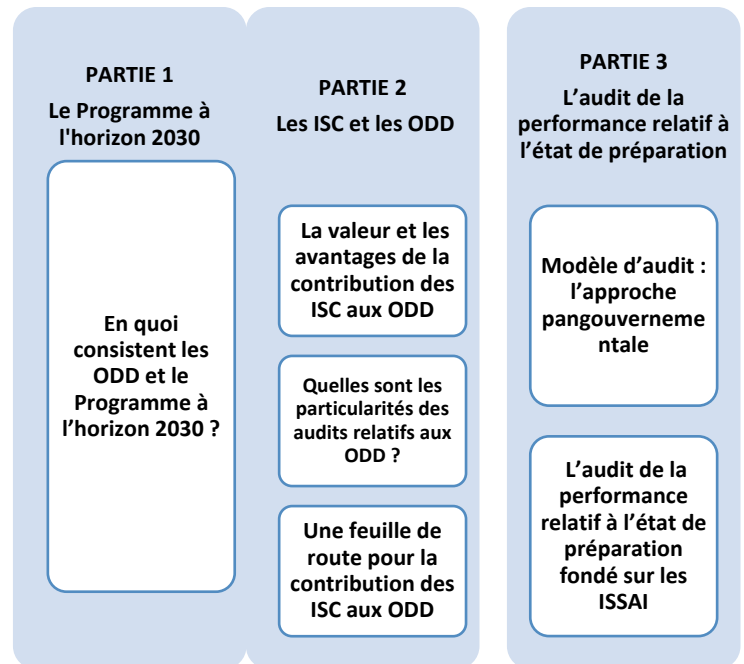 PARTIE 1
Le Programme à
l'horizon 2030
En quoi
consistent les
ODD et le
Programme à
l’horizon 2030 ?
PARTIE 2
Les ISC et les ODD
La valeur et les
avantages de la
contribution des
ISC aux ODD
Quelles sont les
particularités des
audits relatifs aux
ODD ?
Une feuille de
route pour la
contribution des
ISC aux ODD
PARTIE 3
L’audit de la
performance relatif à
l’état de préparation
Modèle d’audit :
l’approche
pangouverneme
ntale
L’audit de la
performance
relatif à l’état de
préparation
fondé sur les
ISSAI